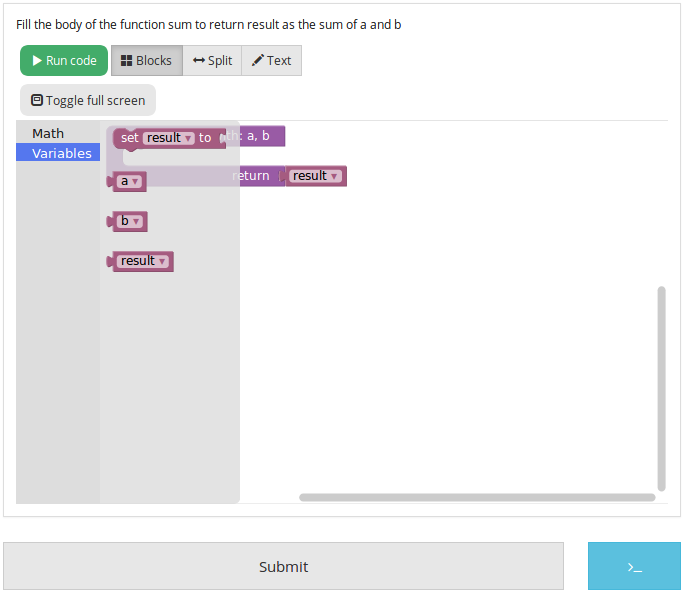 Fill the body of the function sum to return result as the sum of a and b
Run code Blocks Split Text
Toggle full screen
Math
Variables
set result to
th: a, b
a
return result
b
result
>_
Submit